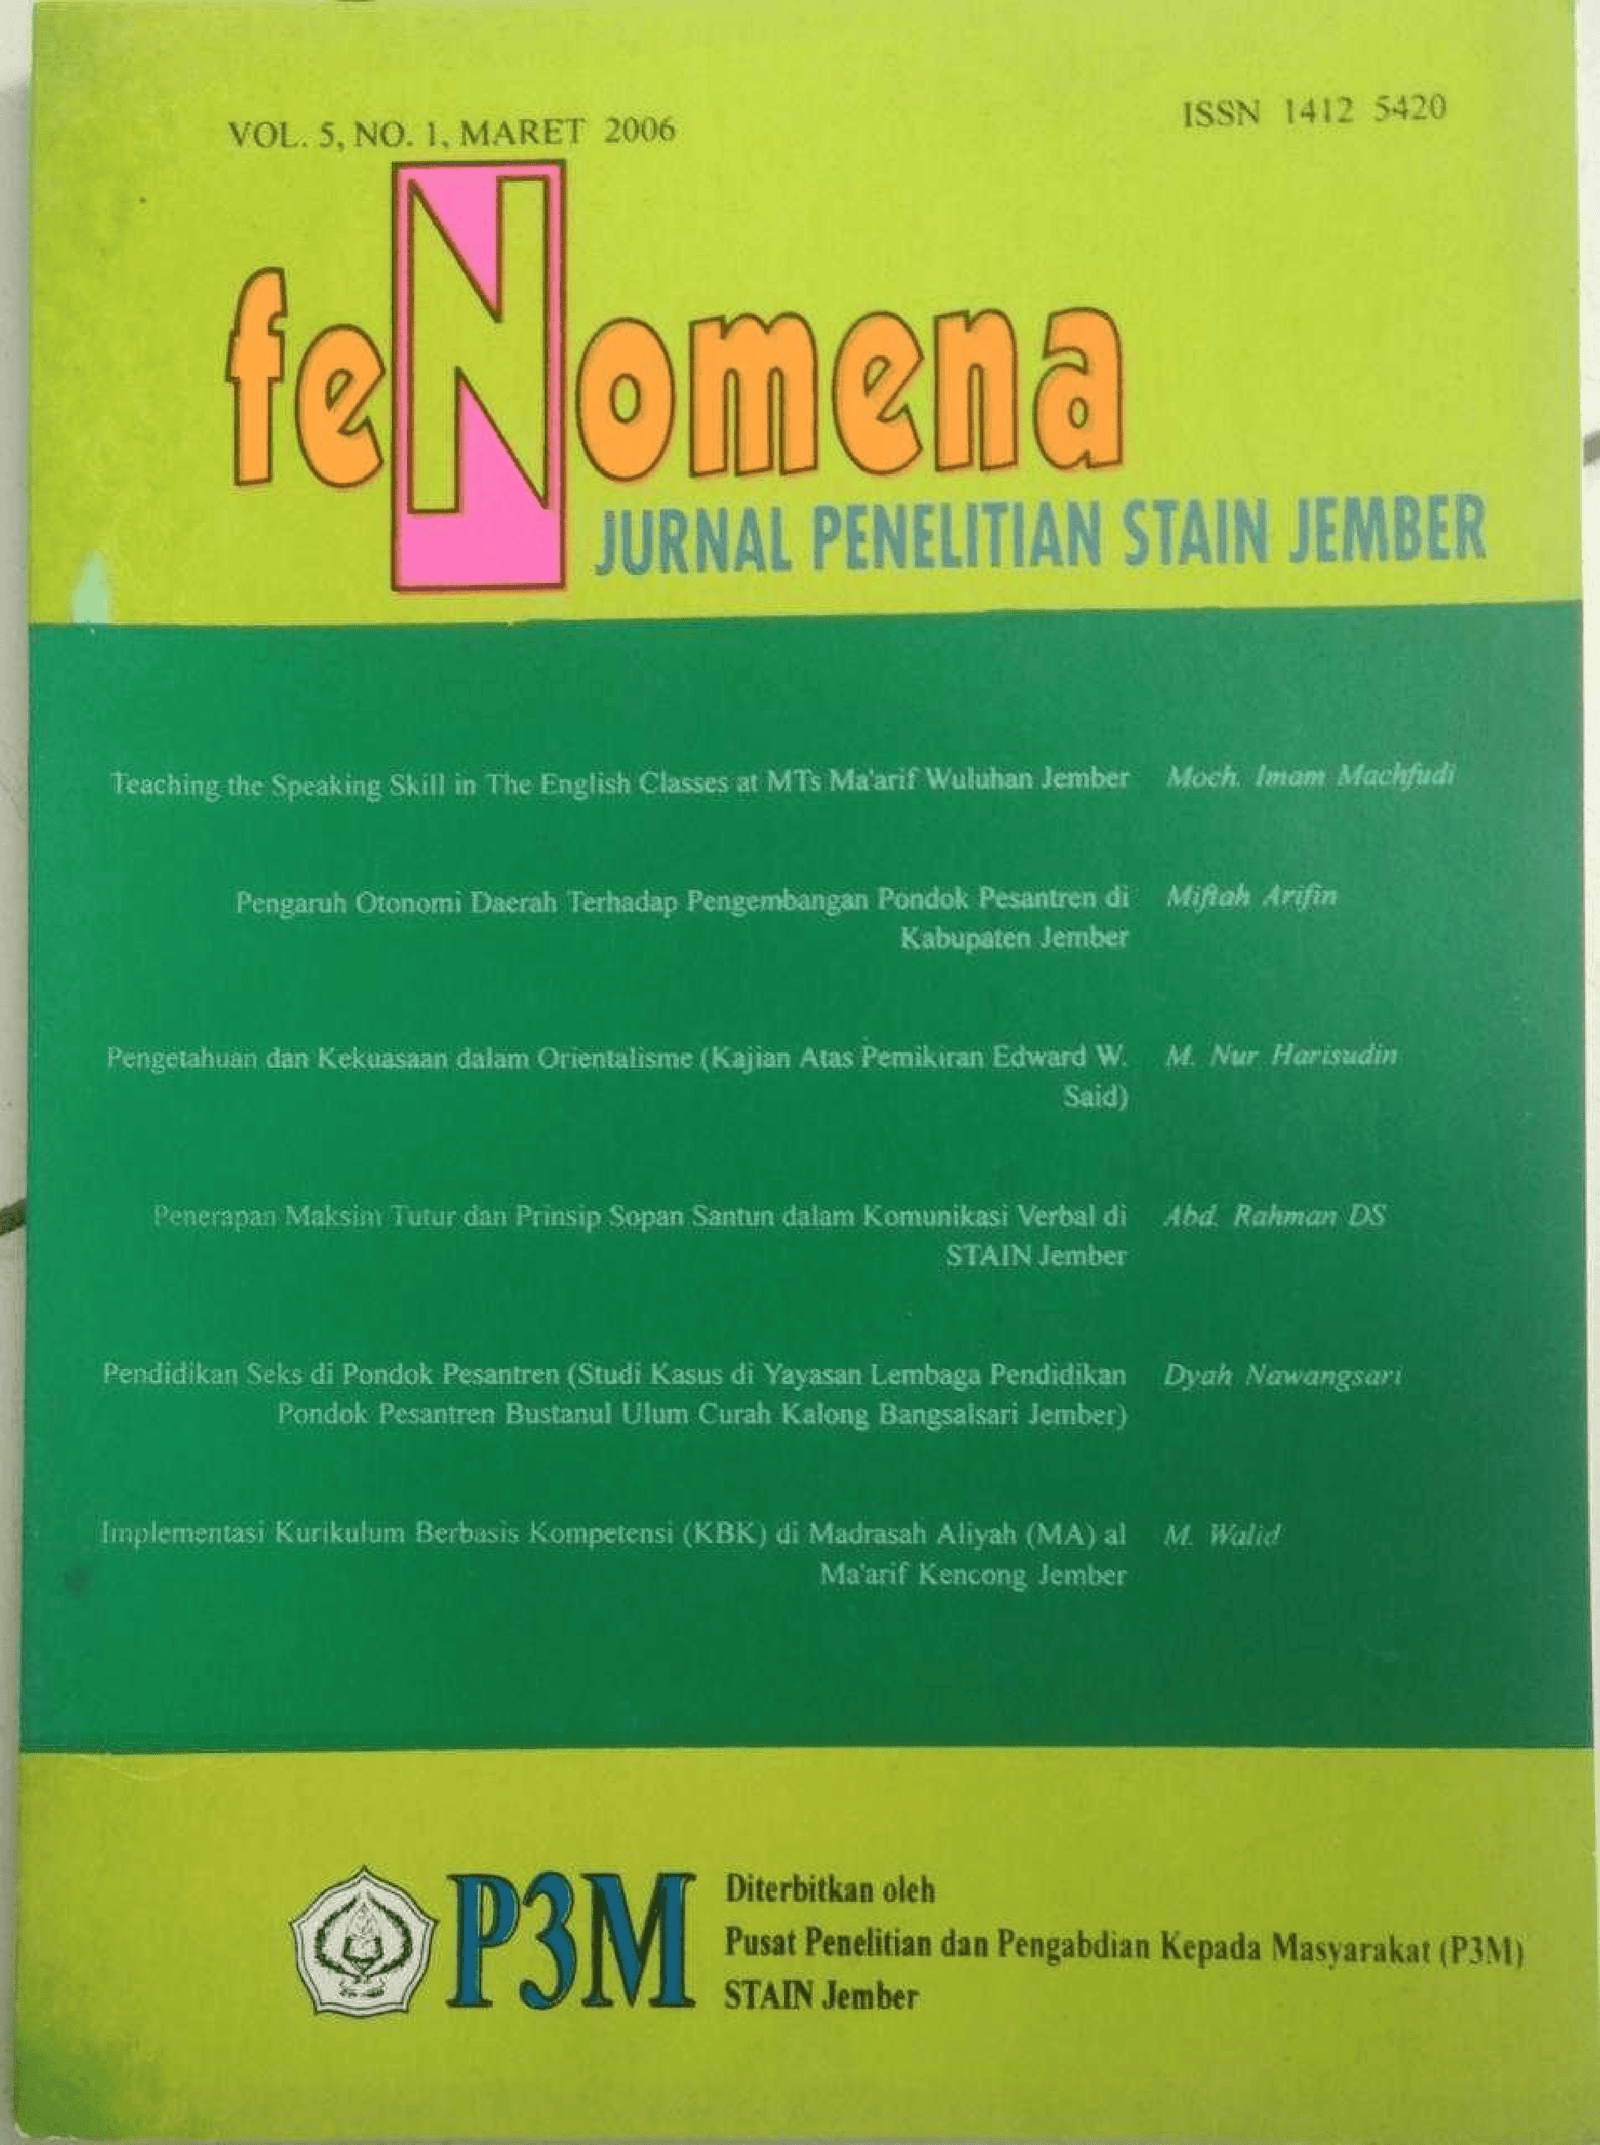 VOL. 5, NO. 1, MARET 2006
ISSN 1412 5420
feNomena
JURNAL PENELITIAN STAIN JEMBER
Teaching the Speaking Skill in The English Classes at MTs Ma'arif Wuluhan Jember
Moch. Imam Machfudi
Pengaruh Otonomi Daerah Terhadap Pengembangan Pondok Pesantren di
Kabupaten Jember
Miftah Arifin
Pengetahuan dan Kekuasaan dalam Orientalisme (Kajian Atas Pemikiran Edward W.
Said)
M. Nur Harisudin
Penerapan Maksim Tutur dan Prinsip Sopan Santun dalam Komunikasi Verbal di
STAIN Jember
Abd. Rahman DS
Pendidikan Seks di Pondok Pesantren (Studi Kasus di Yayasan Lembaga Pendidikan
Pondok Pesantren Bustanul Ulum Curah Kalong Bangsalsari Jember)
Dyah Nawangsari
Implementasi Kurikulum Berbasis Kompetensi (KBK) di Madrasah Aliyah (MA) al
Ma'arif Kencong Jember
M. Walid
P3M
Diterbitkan oleh
Pusat Penelitian dan Pengabdian Kepada Masyarakat (P3M)
STAIN Jember